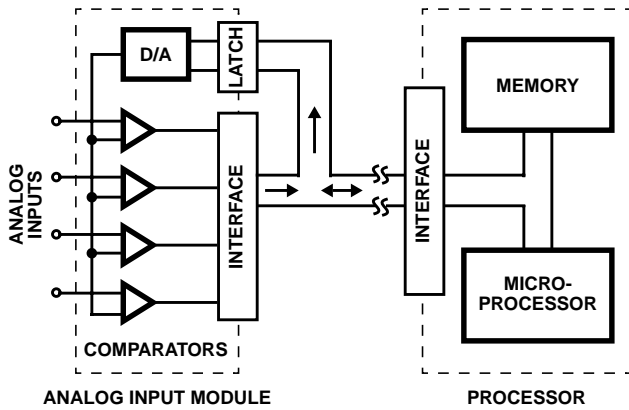 D/A
LATCH
MEMORY
ANALOG
INPUTS
INTERFACE
INTERFACE
MICRO-
PROCESSOR
COMPARATORS
ANALOG INPUT MODULE
PROCESSOR